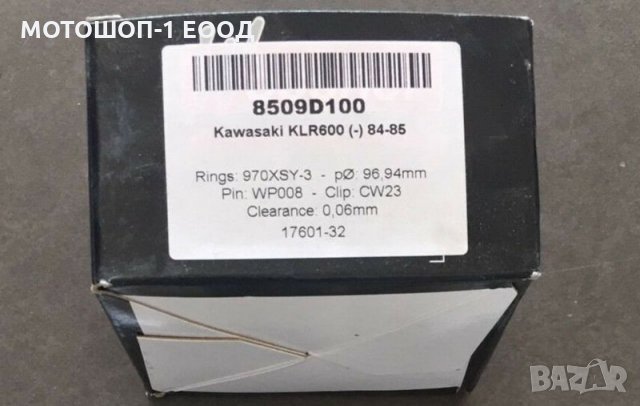 МОТОШОП-1 ЕООД
8509D100
Kawasaki KLR600 (-) 84-85
Rings: 970XSY-3 - pØ: 96,94mm
Pin: WP008 - Clip: CW23
Clearance: 0,06mm
17601-32
BAZAR